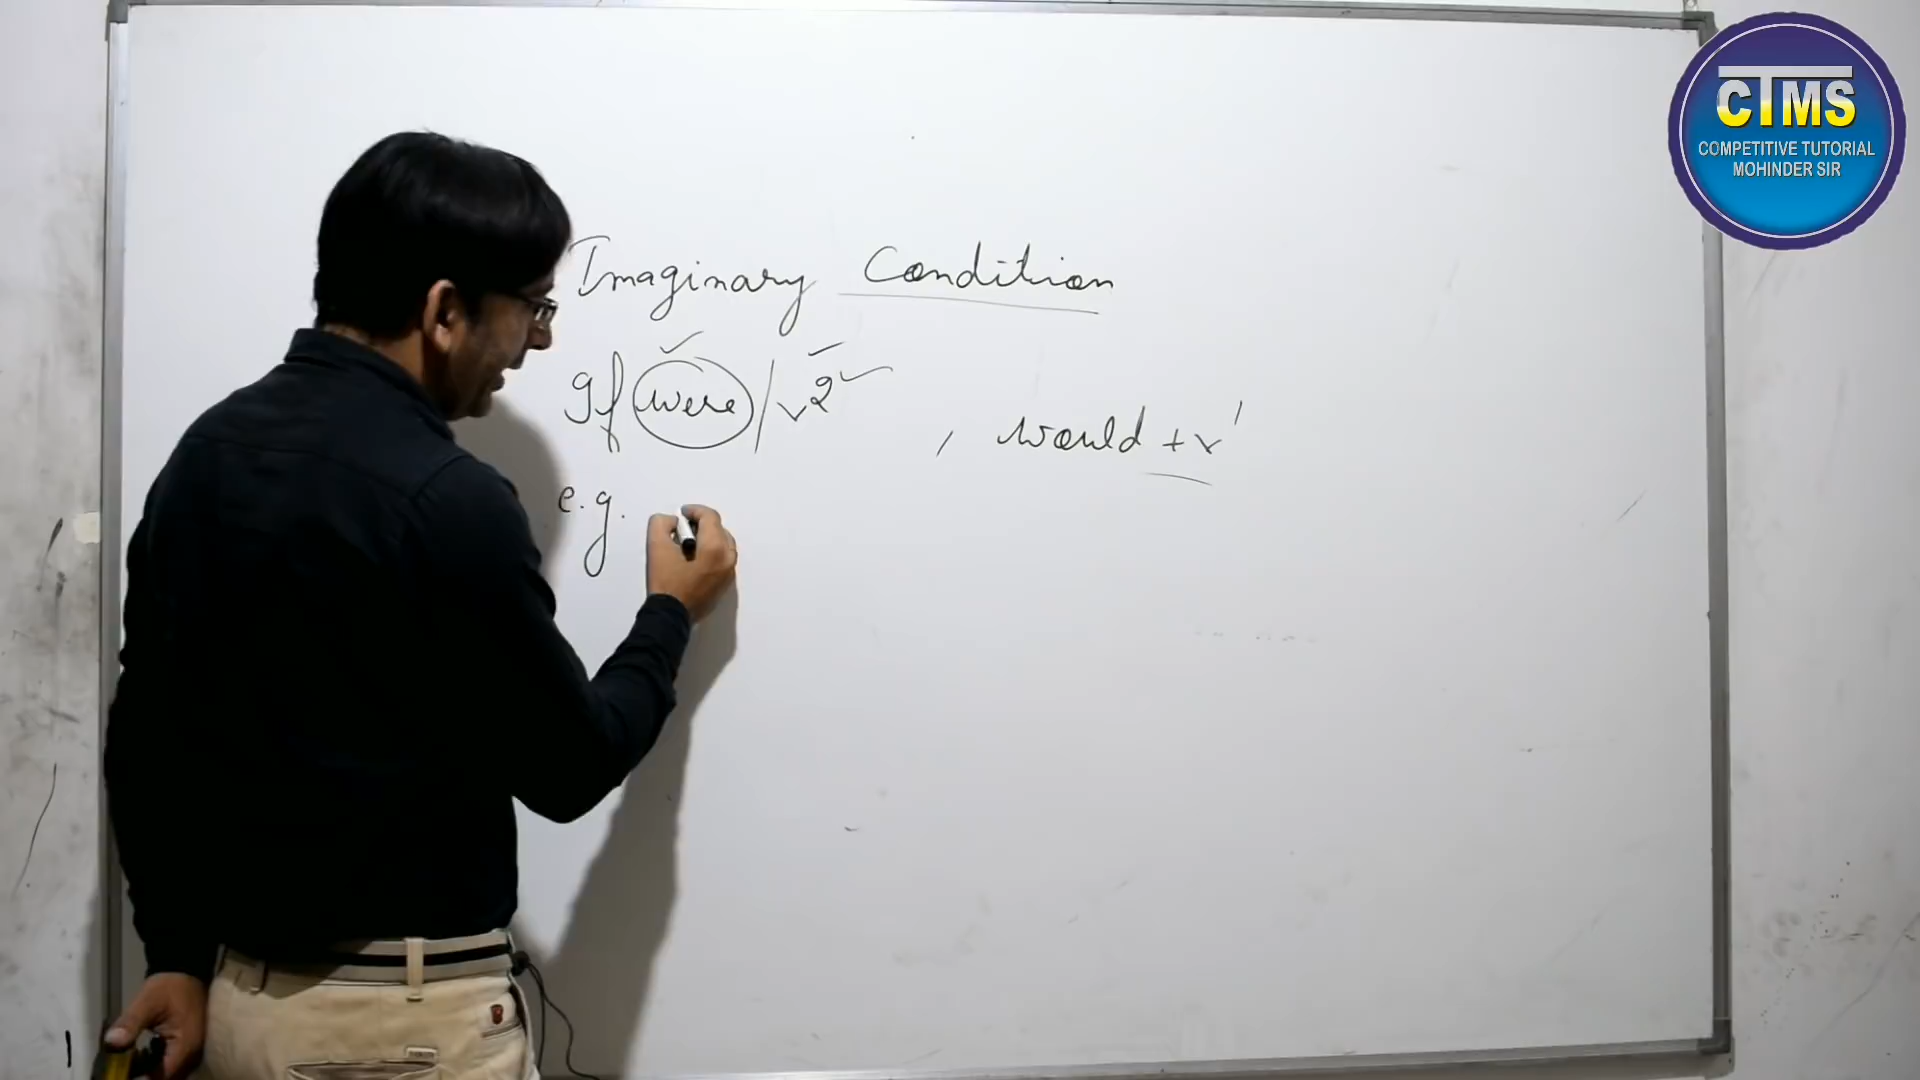 CTMS
COMPETITIVE TUTORIAL
MOHINDER SIR
Imaginary Condition
If were / v2 , would + v1
e.g.